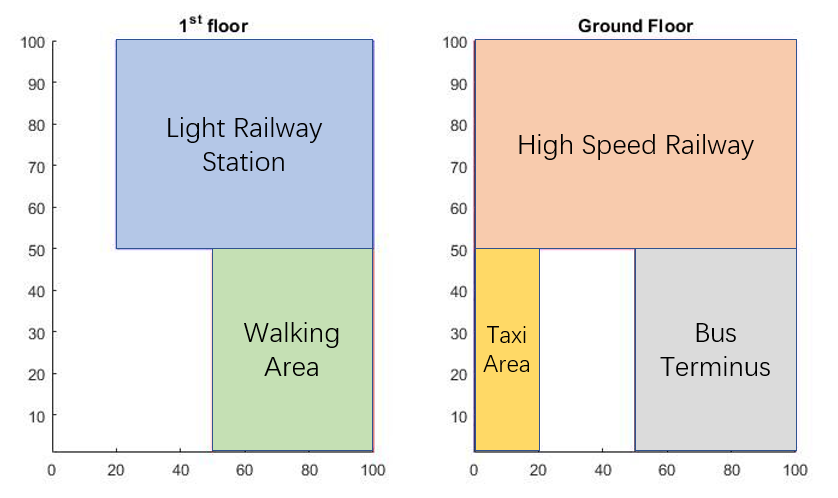 1st floor
100
90
80
70
60
50
40
30
20
10
0 20 40 60 80 100
Light Railway
Station
Walking
Area
Ground Floor
100
90
80
70
60
50
40
30
20
10
0 20 40 60 80 100
High Speed Railway
Taxi
Area
Bus
Terminus